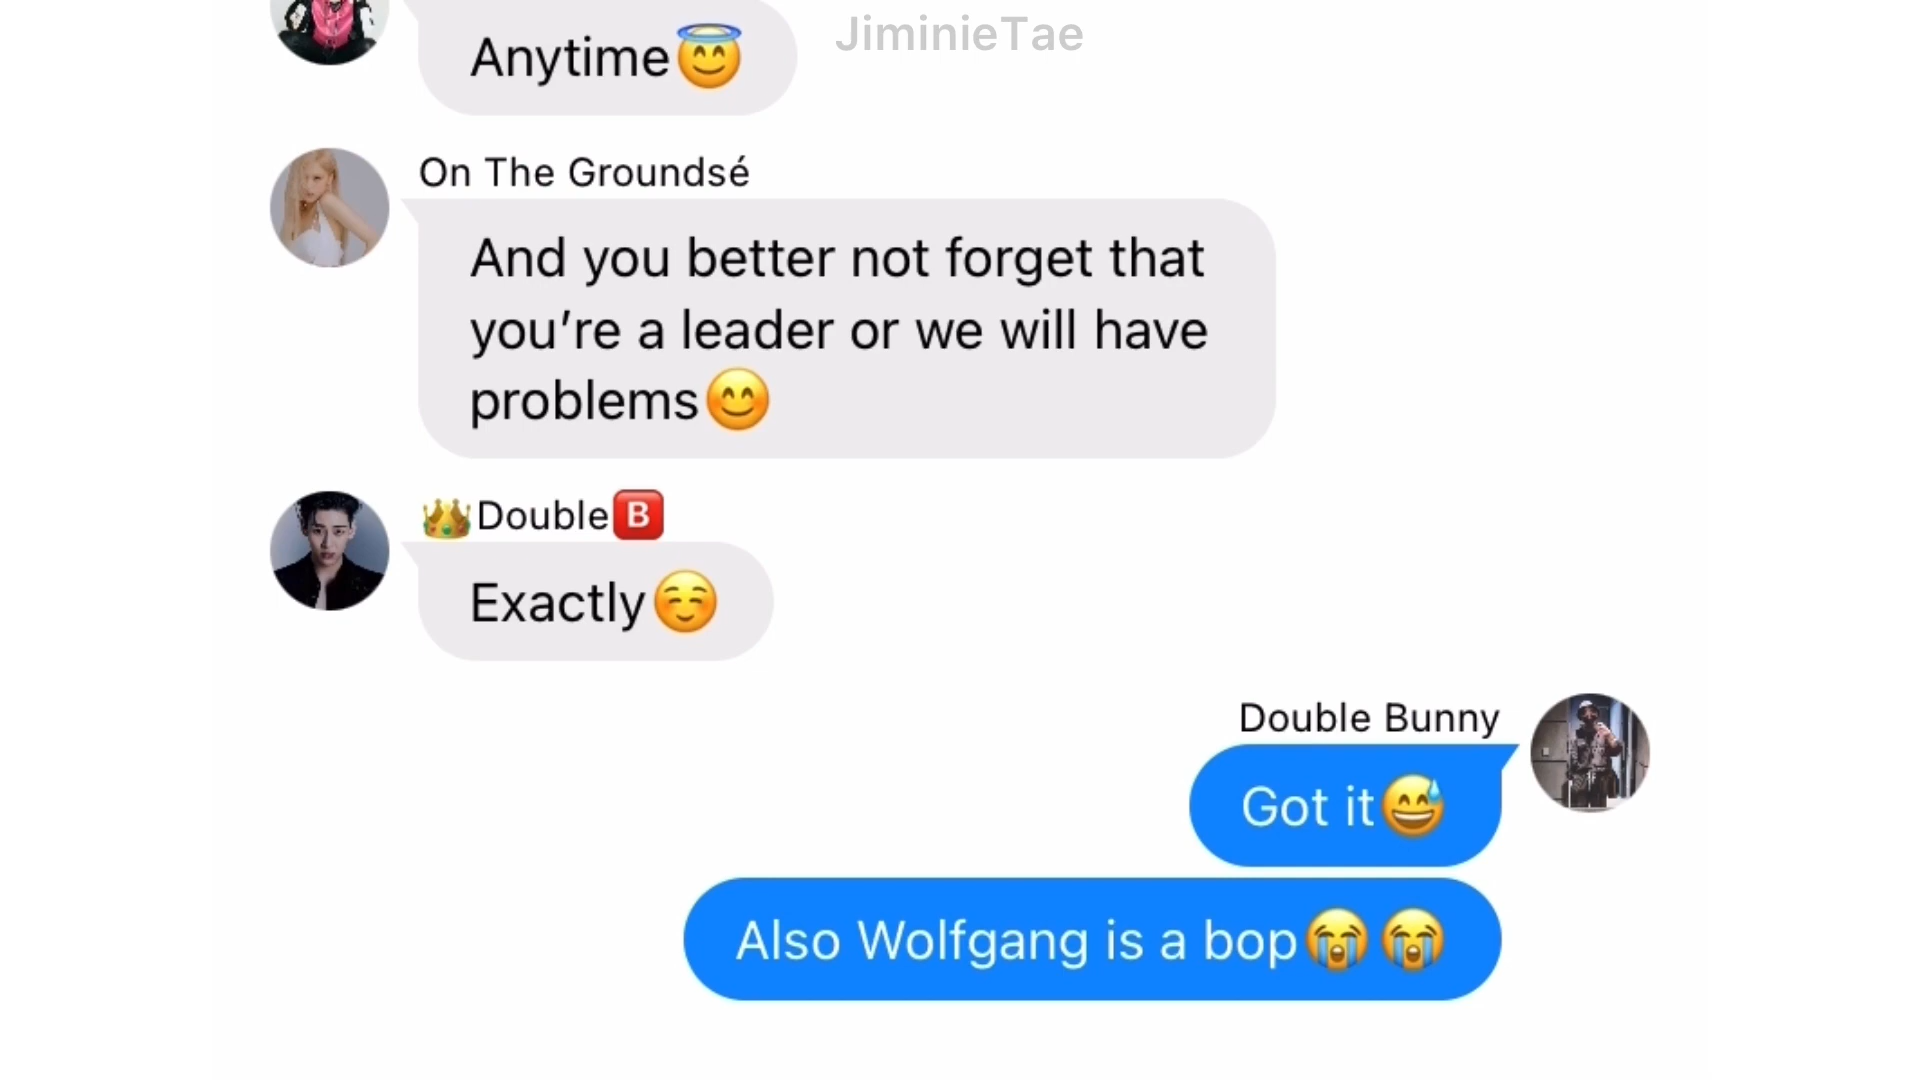 JiminieTae
Anytime😇
On The Groundsé
And you better not forget that
you’re a leader or we will have
problems😊
👑Double🅱️
Exactly☺️
Double Bunny
Got it😅
Also Wolfgang is a bop😭😭